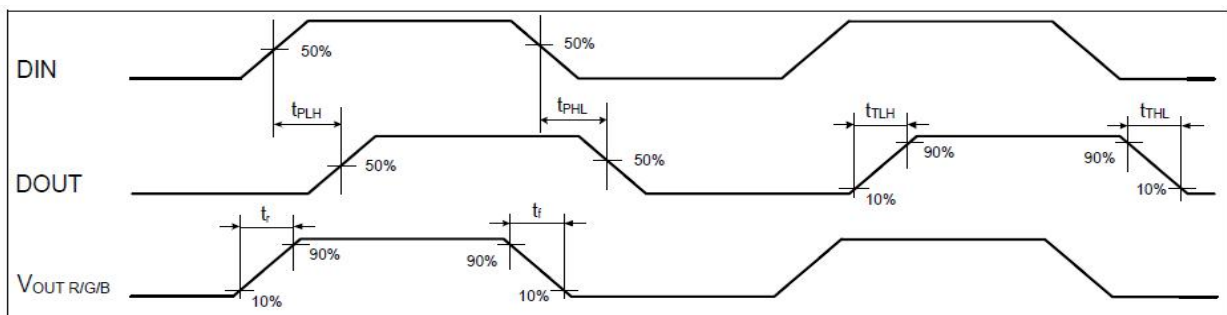 50%
50%
DIN
tPLH
tPHL
tTLH
tTHL
50%
50%
90%
90%
DOUT
10%
10%
tr
tf
90%
90%
VOUT R/G/B
10%
10%